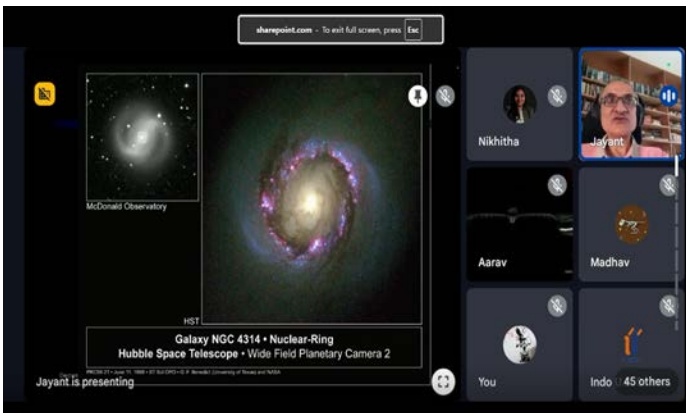 sharepoint.com - To exit full screen, press Esc
McDonald Observatory
HST
Galaxy NGC 4314 • Nuclear-Ring
Hubble Space Telescope • Wide Field Planetary Camera 2
Jayant is presenting
Nikhitha
Jayant
Aarav
Madhav
You
Indo
45 others